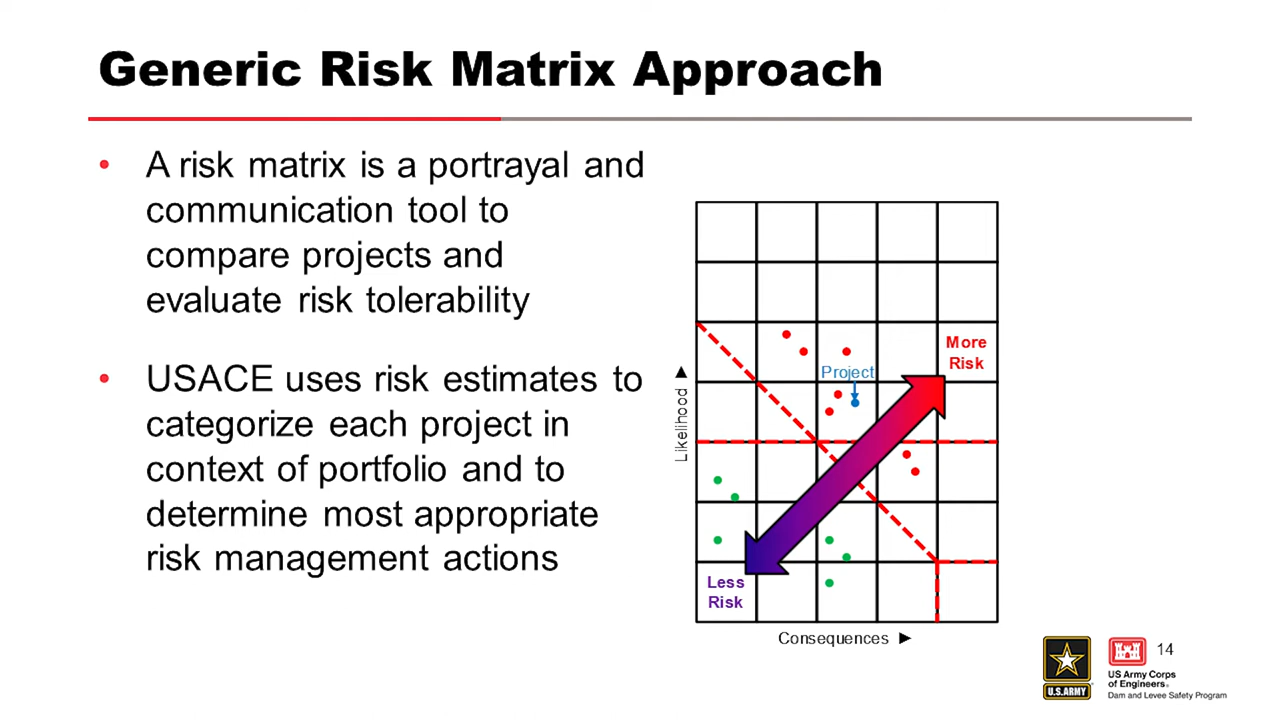 Generic Risk Matrix Approach
• A risk matrix is a portrayal and
communication tool to
compare projects and
evaluate risk tolerability
• USACE uses risk estimates to
categorize each project in
context of portfolio and to
determine most appropriate
risk management actions
More
Risk
Project
Likelihood ►
Less
Risk
Consequences ►
U.S. ARMY
US Army Corps
of Engineers®
Dam and Levee Safety Program
14